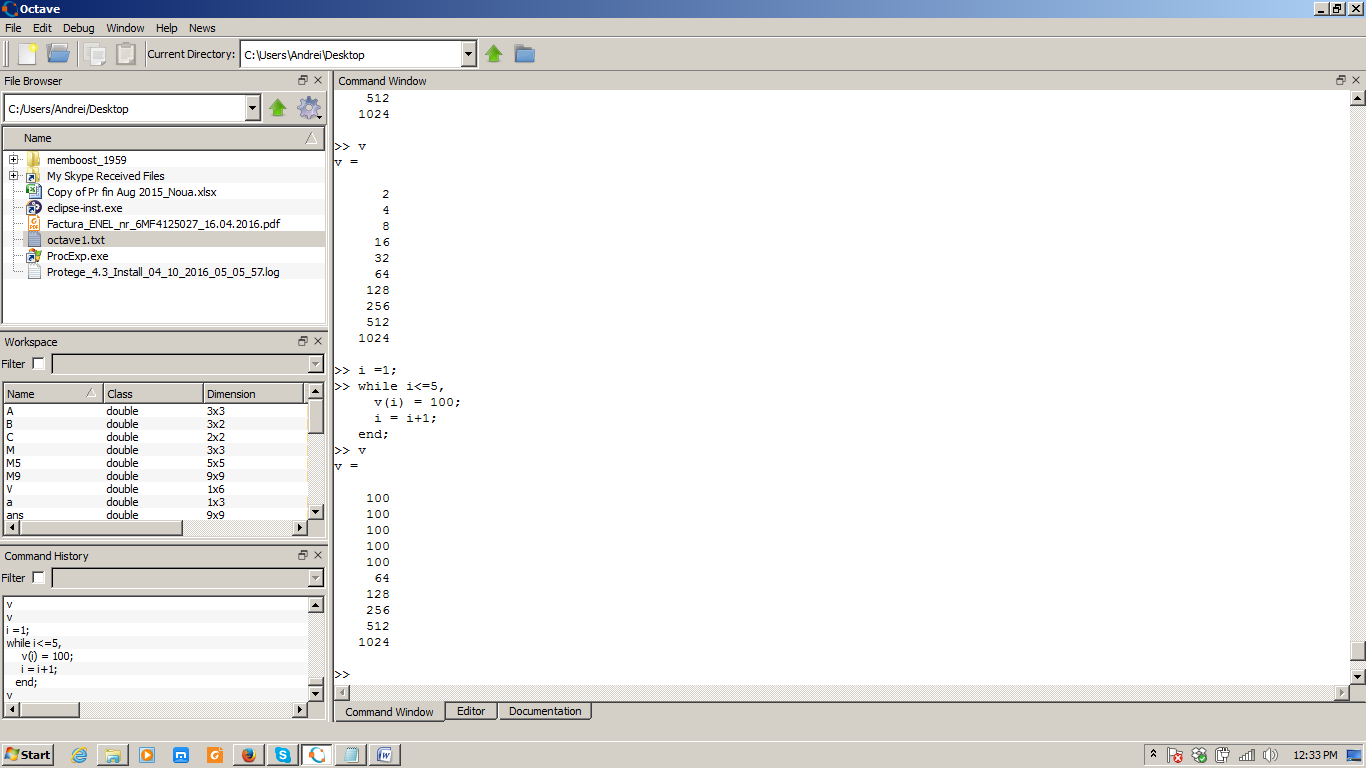 Octave
File Edit Debug Window Help News
Current Directory: C:\Users\Andrei\Desktop
File Browser
C:/Users/Andrei/Desktop
Name
memboost_1959
My Skype Received Files
Copy of Pr fin Aug 2015_Noua.xlsx
eclipse-inst.exe
Factura_ENEL_nr_6MF4125027_16.04.2016.pdf
octave1.txt
ProcExp.exe
Protege_4.3_Install_04_10_2016_05_05_57.log
Workspace
Filter
Name Class Dimension
A double 3x3
B double 3x2
C double 2x2
M double 3x3
M5 double 5x5
M9 double 9x9
V double 1x6
a double 1x3
ans double 9x9
Command History
Filter
v
v
i =1;
while i<=5,
v(i) = 100;
i = i+1;
end;
v
Command Window
512
1024
>> v
v =
2
4
8
16
32
64
128
256
512
1024
>> i =1;
>> while i<=5,
v(i) = 100;
i = i+1;
end;
>> v
v =
100
100
100
100
100
64
128
256
512
1024
>>
Command Window Editor Documentation
Start
12:33 PM